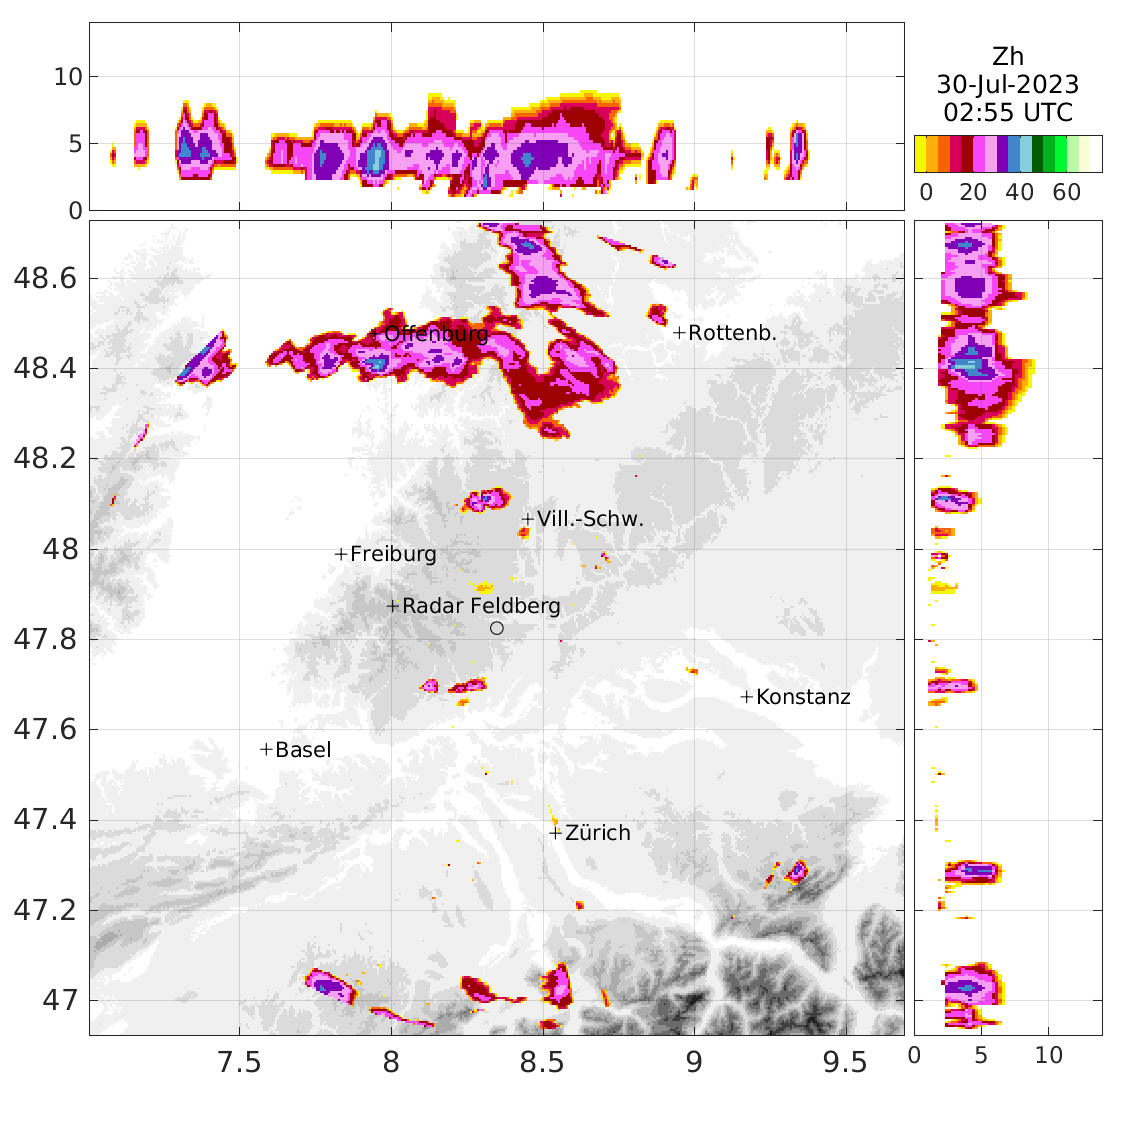 10
5
0
Zh
30-Jul-2023
02:55 UTC
0 20 40 60
48.6
48.4
48.2
48
47.8
47.6
47.4
47.2
47
Offenburg
Rottenb.
Vill.-Schw.
Freiburg
Radar Feldberg
Konstanz
Basel
Zürich
7.5 8 8.5 9 9.5
0 5 10